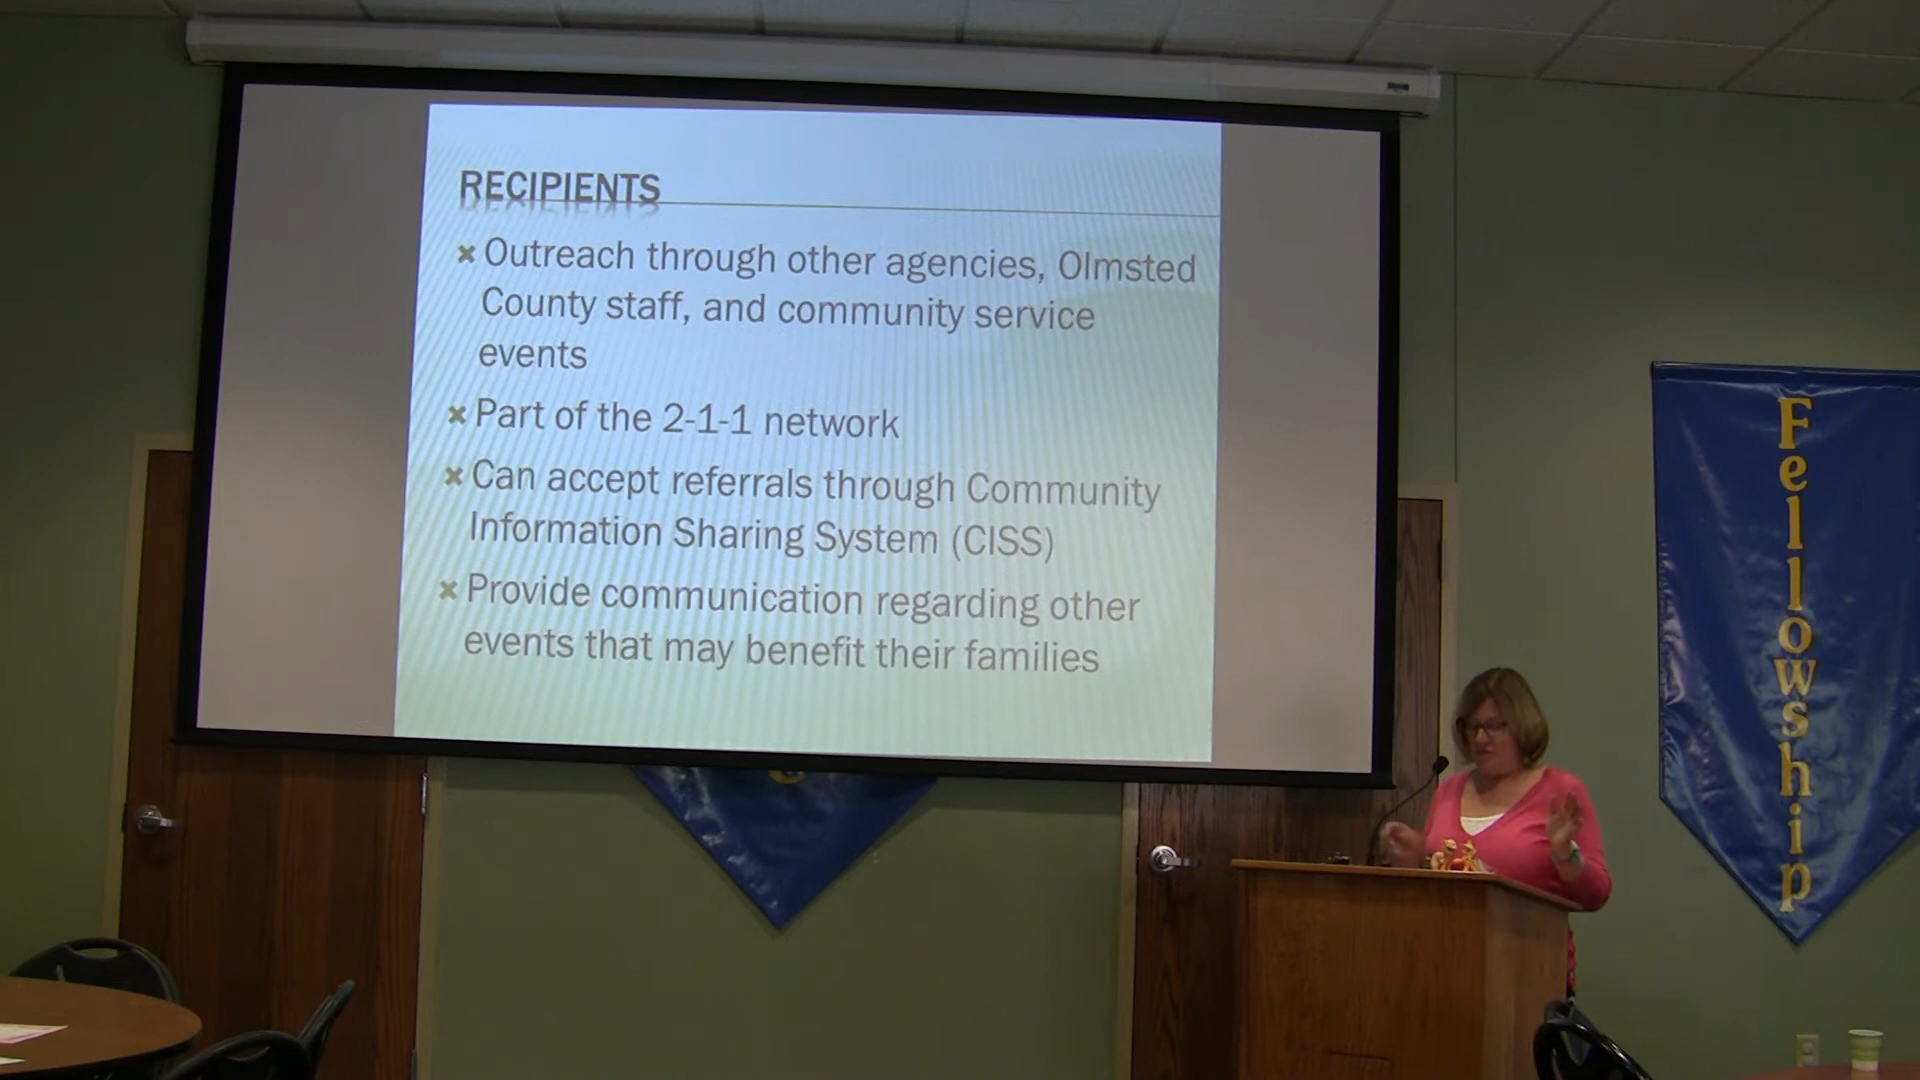 RECIPIENTS
Outreach through other agencies, Olmsted
County staff, and community service
events
Part of the 2-1-1 network
Can accept referrals through Community
Information Sharing System (CISS)
Provide communication regarding other
events that may benefit their families
Fellowship